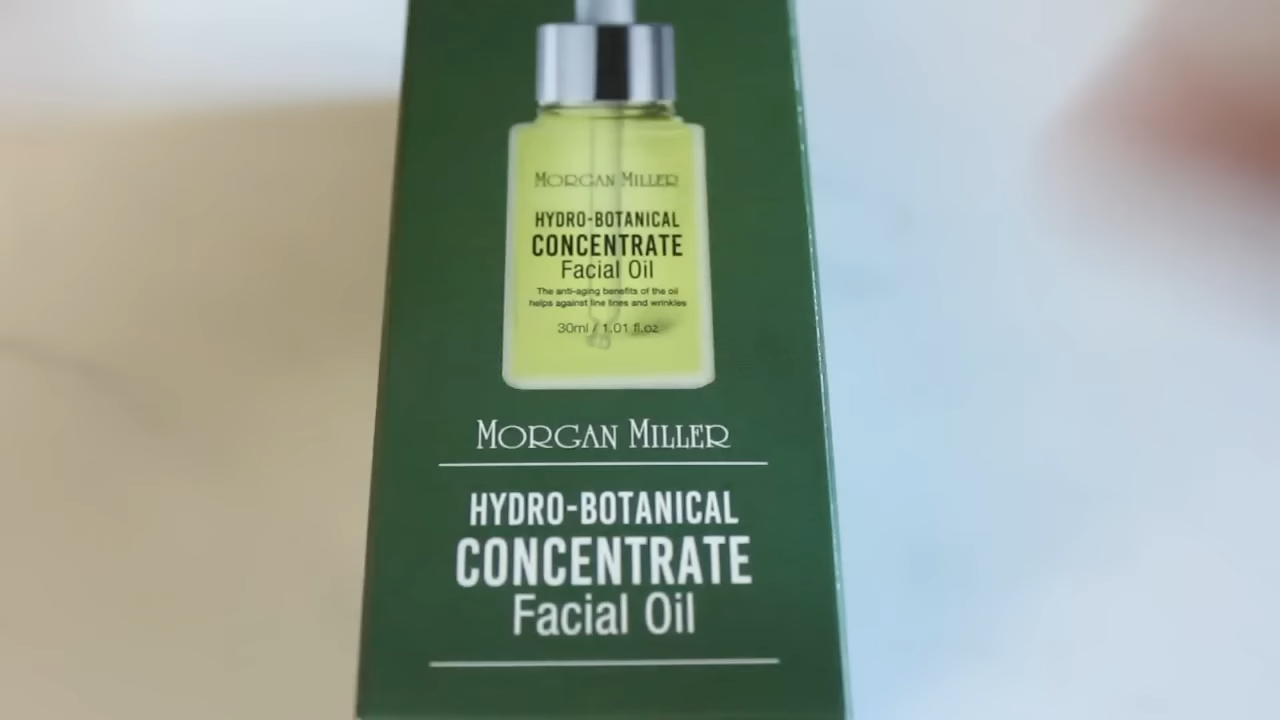 MORGAN MILLER
HYDRO-BOTANICAL
CONCENTRATE
Facial Oil
The anti-aging benefits of the oil
helps against line lines and wrinkles
30ml / 1.01 fl.oz
MORGAN MILLER
HYDRO-BOTANICAL
CONCENTRATE
Facial Oil